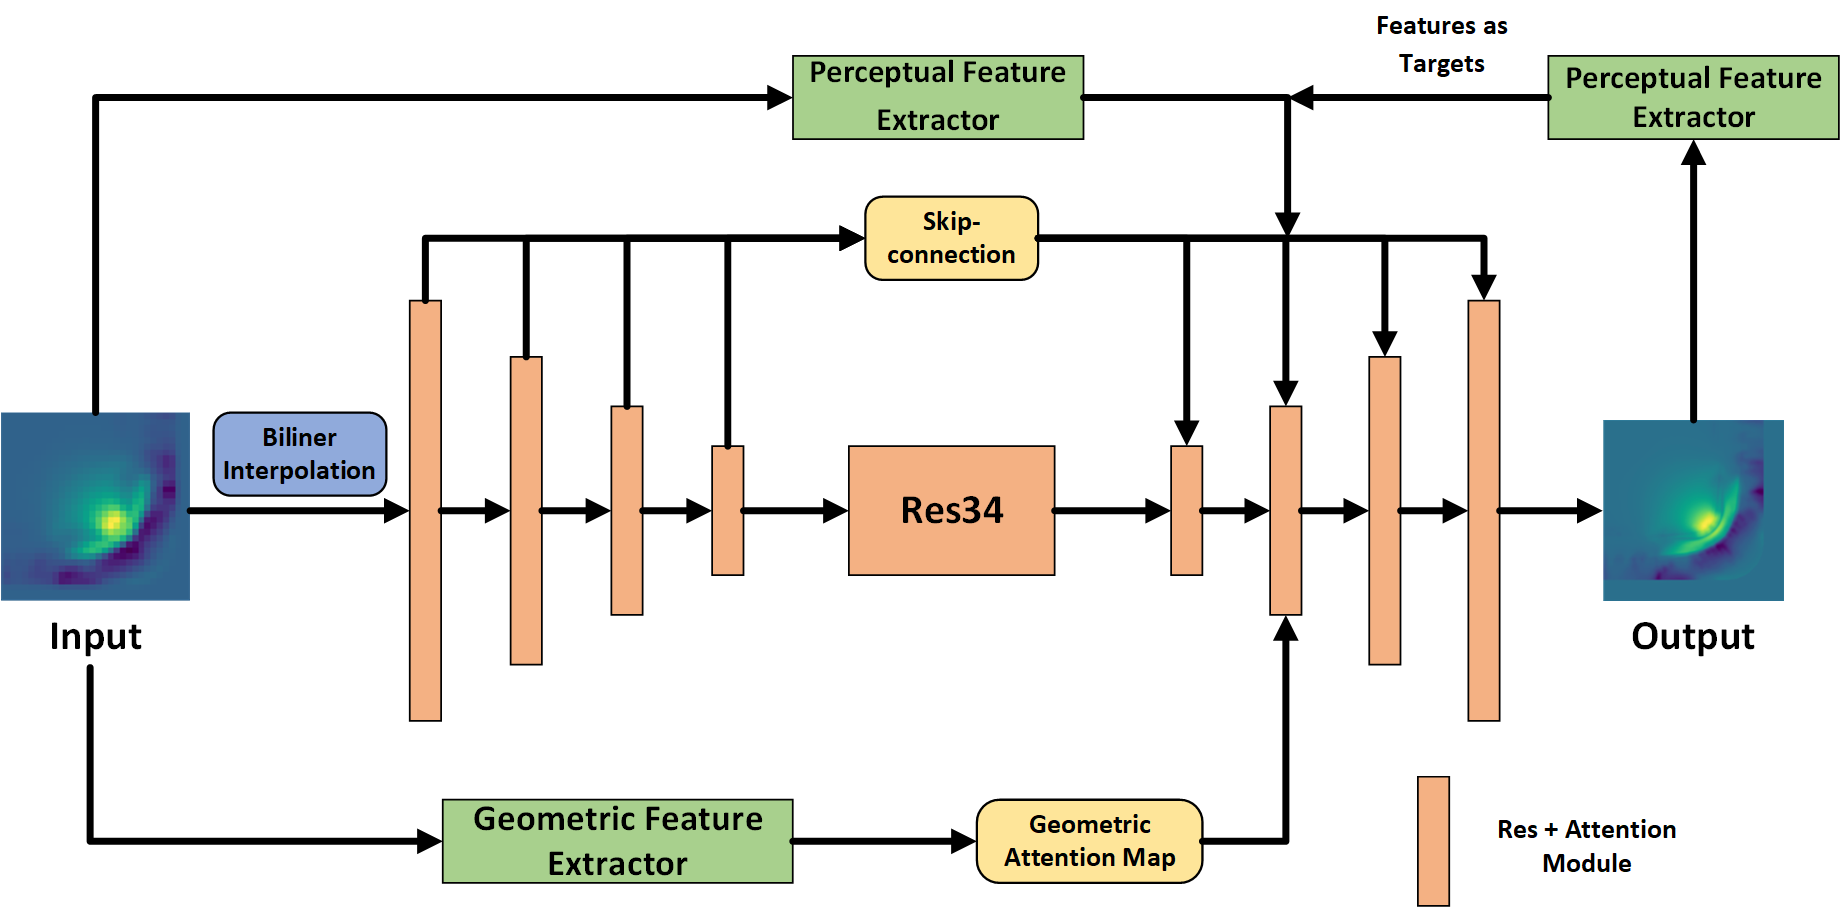 Features as
Targets
Perceptual Feature
Extractor
Perceptual Feature
Extractor
Skip-
connection
Biliner
Interpolation
Res34
Input
Output
Geometric Feature
Extractor
Geometric
Attention Map
Res + Attention
Module